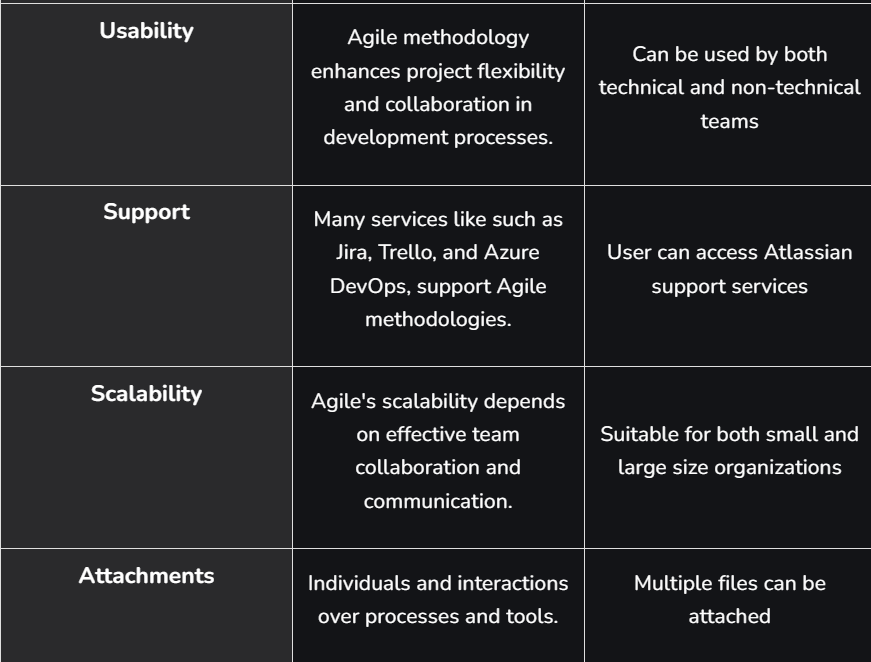 Usability
Agile methodology
enhances project flexibility
and collaboration in
development processes.
Can be used by both
technical and non-technical
teams
Support
Many services like such as
Jira, Trello, and Azure
DevOps, support Agile
methodologies.
User can access Atlassian
support services
Scalability
Agile's scalability depends
on effective team
collaboration and
communication.
Suitable for both small and
large size organizations
Attachments
Individuals and interactions
over processes and tools.
Multiple files can be
attached